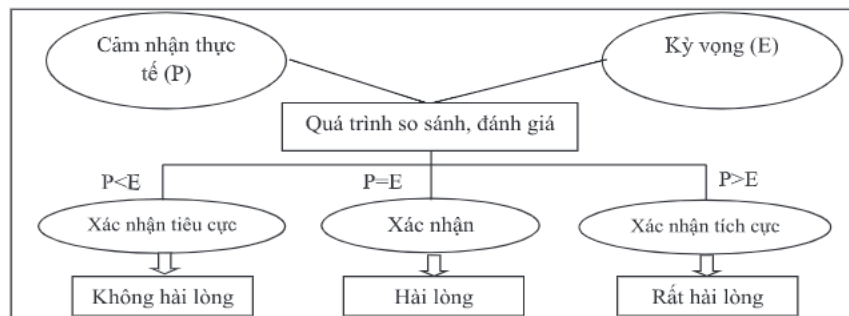 Cảm nhận thực
tế (P)
Kỳ vọng (E)
Quá trình so sánh, đánh giá
P<E
P=E
P>E
Xác nhận tiêu cực
Xác nhận
Xác nhận tích cực
Không hài lòng
Hài lòng
Rất hài lòng